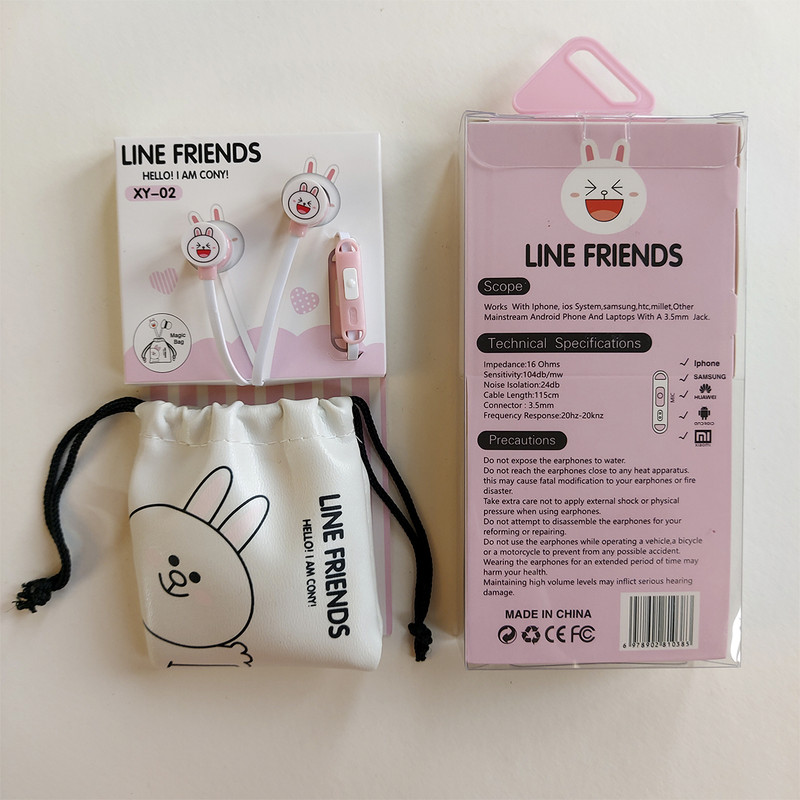 LINE FRIENDS
HELLO! I AM CONY!
XY-02
Magic
Bag
LINE FRIENDS
HELLO! I AM CONY!
LINE FRIENDS
Scope
Works With Iphone, ios System,samsung,htc,millet,Other
Mainstream Android Phone And Laptops With A 3.5mm Jack.
Technical Specifications
Impedance:16 Ohms
Sensitivity:104db/mw
Noise Isolation:24db
Cable Length:115cm
Connector : 3.5mm
Frequency Response:20hz-20knz
MIC
Iphone
SAMSUNG
HUAWEI
ANDROID
mi
xiaomi
Precautions
Do not expose the earphones to water.
Do not reach the earphones close to any heat apparatus.
this may cause fatal modification to your earphones or fire
disaster.
Take extra care not to apply external shock or physical
pressure when using earphones.
Do not attempt to disassemble the earphones for your
reforming or repairing.
Do not use the earphones while operating a vehicle,a bicycle
or a motorcycle to prevent from any possible accident.
Wearing the earphones for an extended period of time may
harm your health.
Maintaining high volume levels may inflict serious hearing
damage.
MADE IN CHINA
CE FC
6 978902 810385